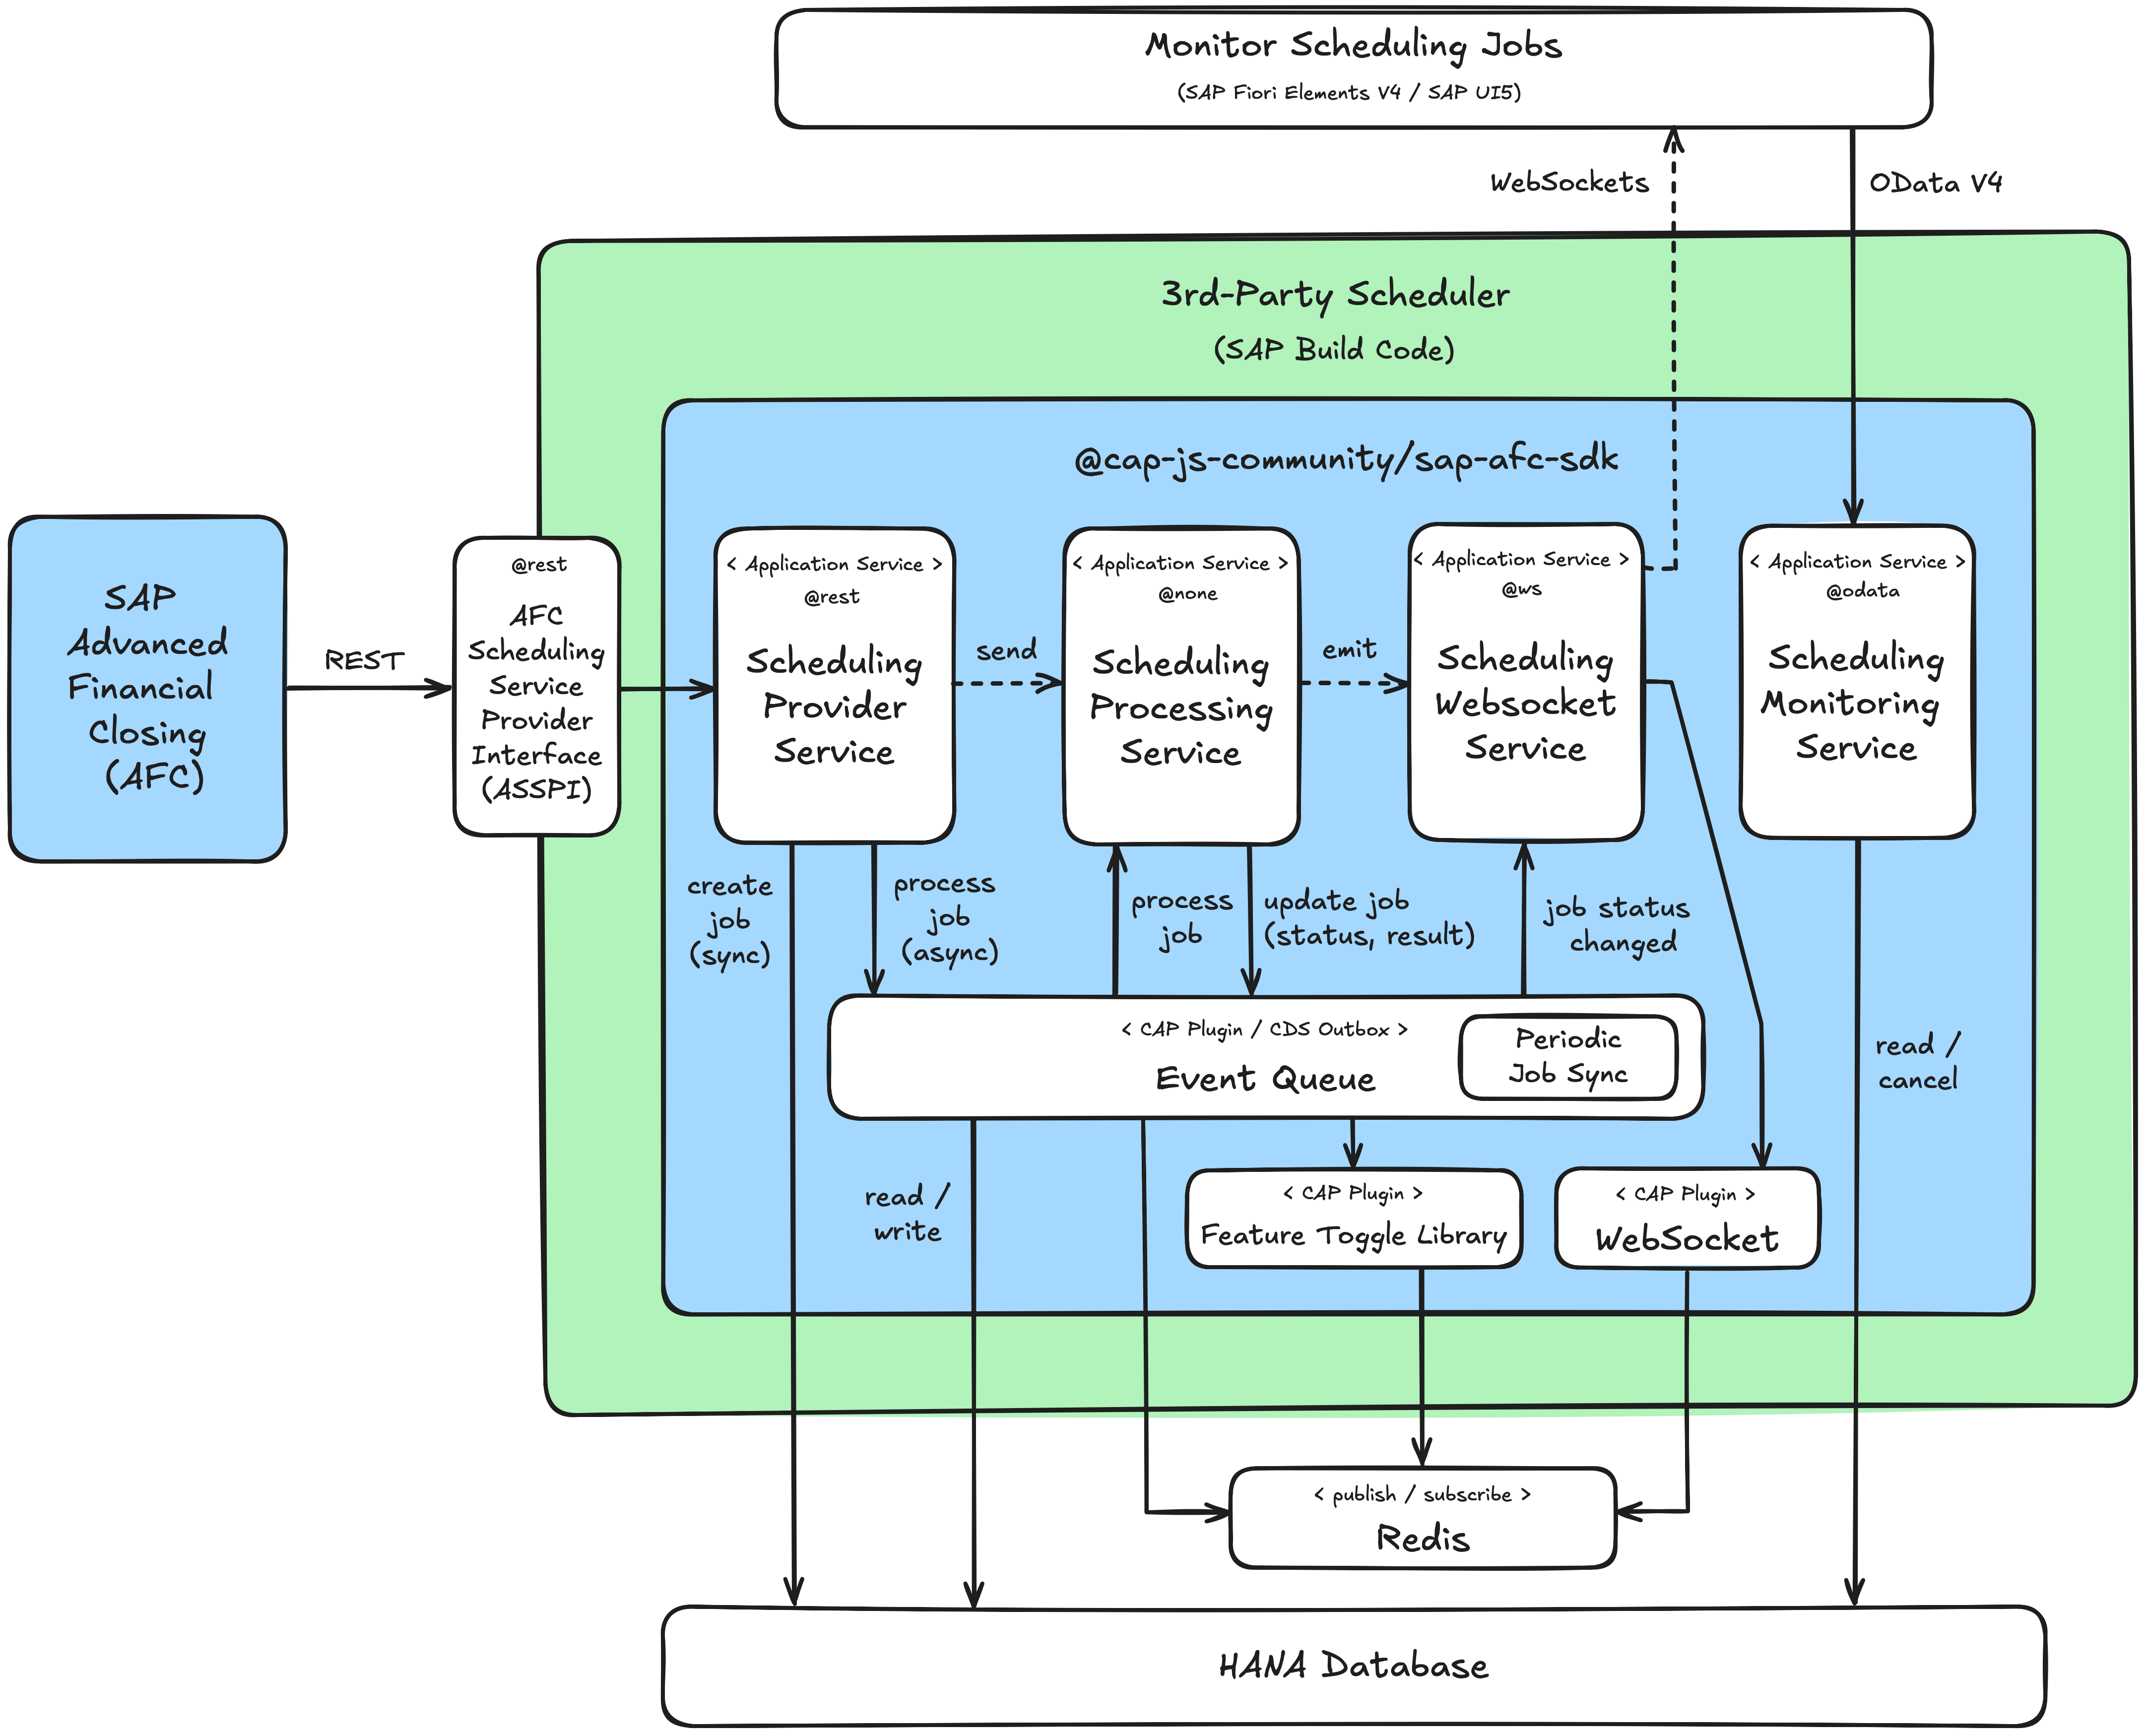 Monitor Scheduling Jobs
(SAP Fiori Elements V4 / SAP UI5)
WebSockets
OData V4
3rd-Party Scheduler
(SAP Build Code)
@cap-js-community/sap-afc-sdk
SAP
Advanced
Financial
Closing
(AFC)
REST
@rest
AFC
Scheduling
Service
Provider
Interface
(ASSPI)
< Application Service >
@rest
Scheduling
Provider
Service
send
< Application Service >
@none
Scheduling
Processing
Service
emit
< Application Service >
@ws
Scheduling
Websocket
Service
< Application Service >
@odata
Scheduling
Monitoring
Service
create
job
(sync)
process
job
(async)
process
job
update job
(status, result)
job status
changed
< CAP Plugin / CDS Outbox >
Event Queue
Periodic
Job Sync
read /
cancel
read /
write
< CAP Plugin >
Feature Toggle Library
< CAP Plugin >
WebSocket
< publish / subscribe >
Redis
HANA Database